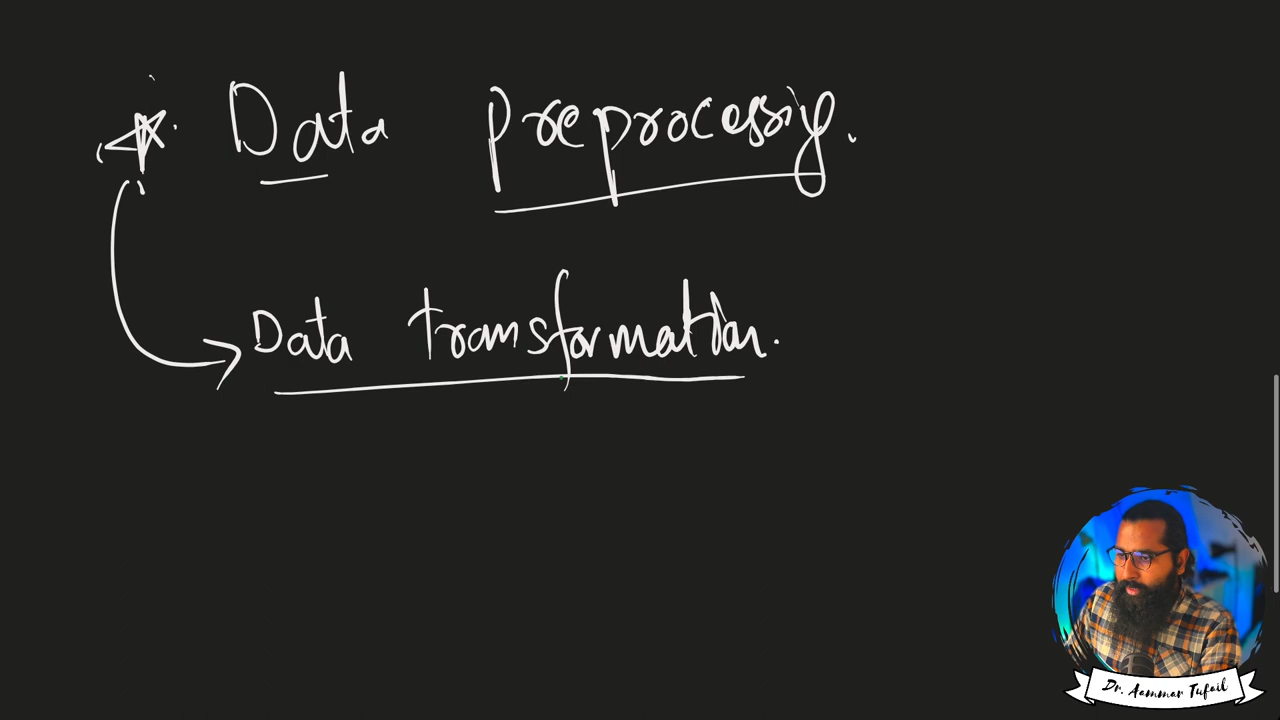 Data preprocessing.
Data transformation.
Dr. Aammar Tufail